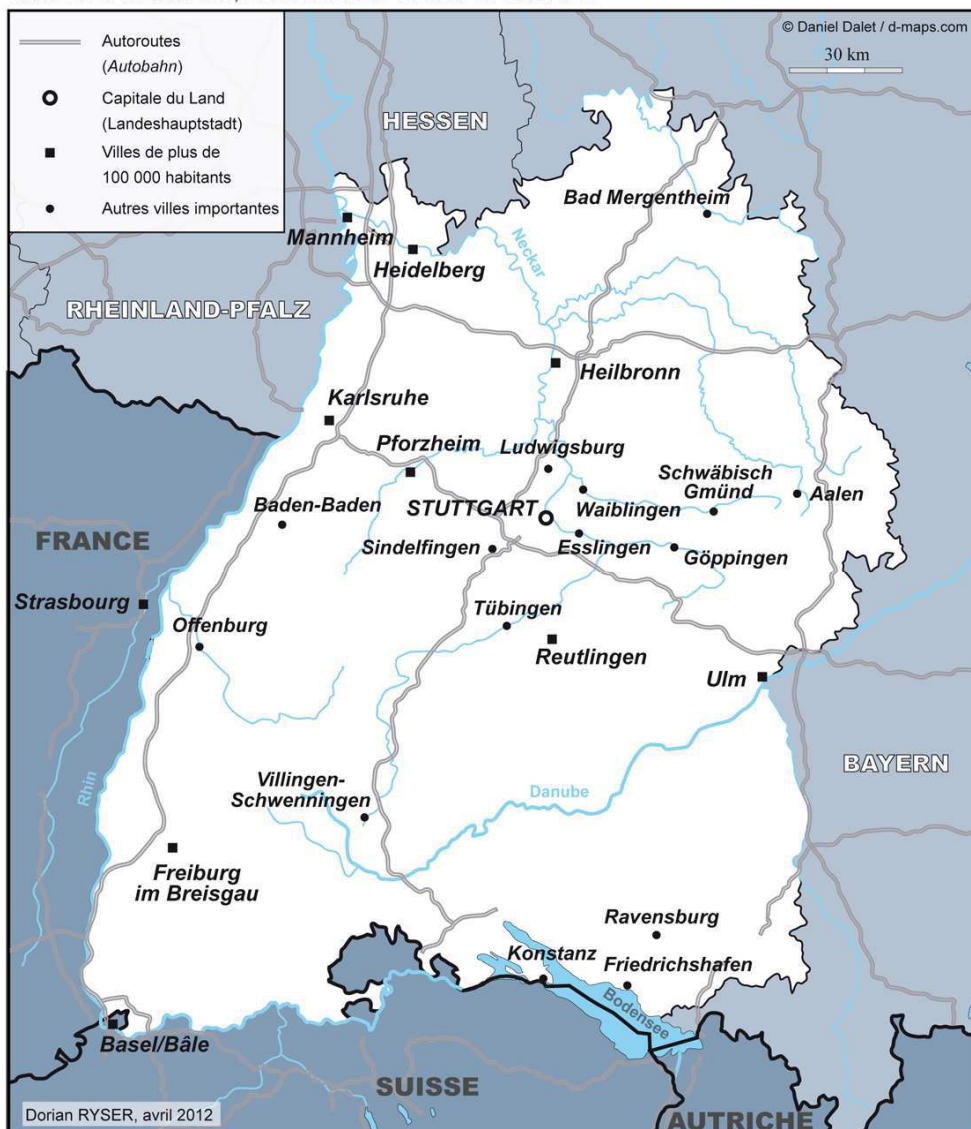 Autoroutes
(Autobahn)
Capitale du Land
(Landeshauptstadt)
Villes de plus de
100 000 habitants
Autres villes importantes
© Daniel Dalet / d-maps.com
30 km
HESSEN
Bad Mergentheim
Mannheim
Heidelberg
Neckar
RHEINLAND-PFALZ
Heilbronn
Karlsruhe
Pforzheim
Ludwigsburg
Schwäbisch
Gmünd
Aalen
Baden-Baden
STUTTGART
Waiblingen
FRANCE
Sindelfingen
Esslingen
Göppingen
Strasbourg
Offenburg
Tübingen
Reutlingen
Ulm
BAYERN
Rhin
Villingen-
Schwenningen
Danube
Freiburg
im Breisgau
Ravensburg
Konstanz
Friedrichshafen
Bodensee
Basel/Bâle
SUISSE
AUTRICHE
Dorian RYSER, avril 2012